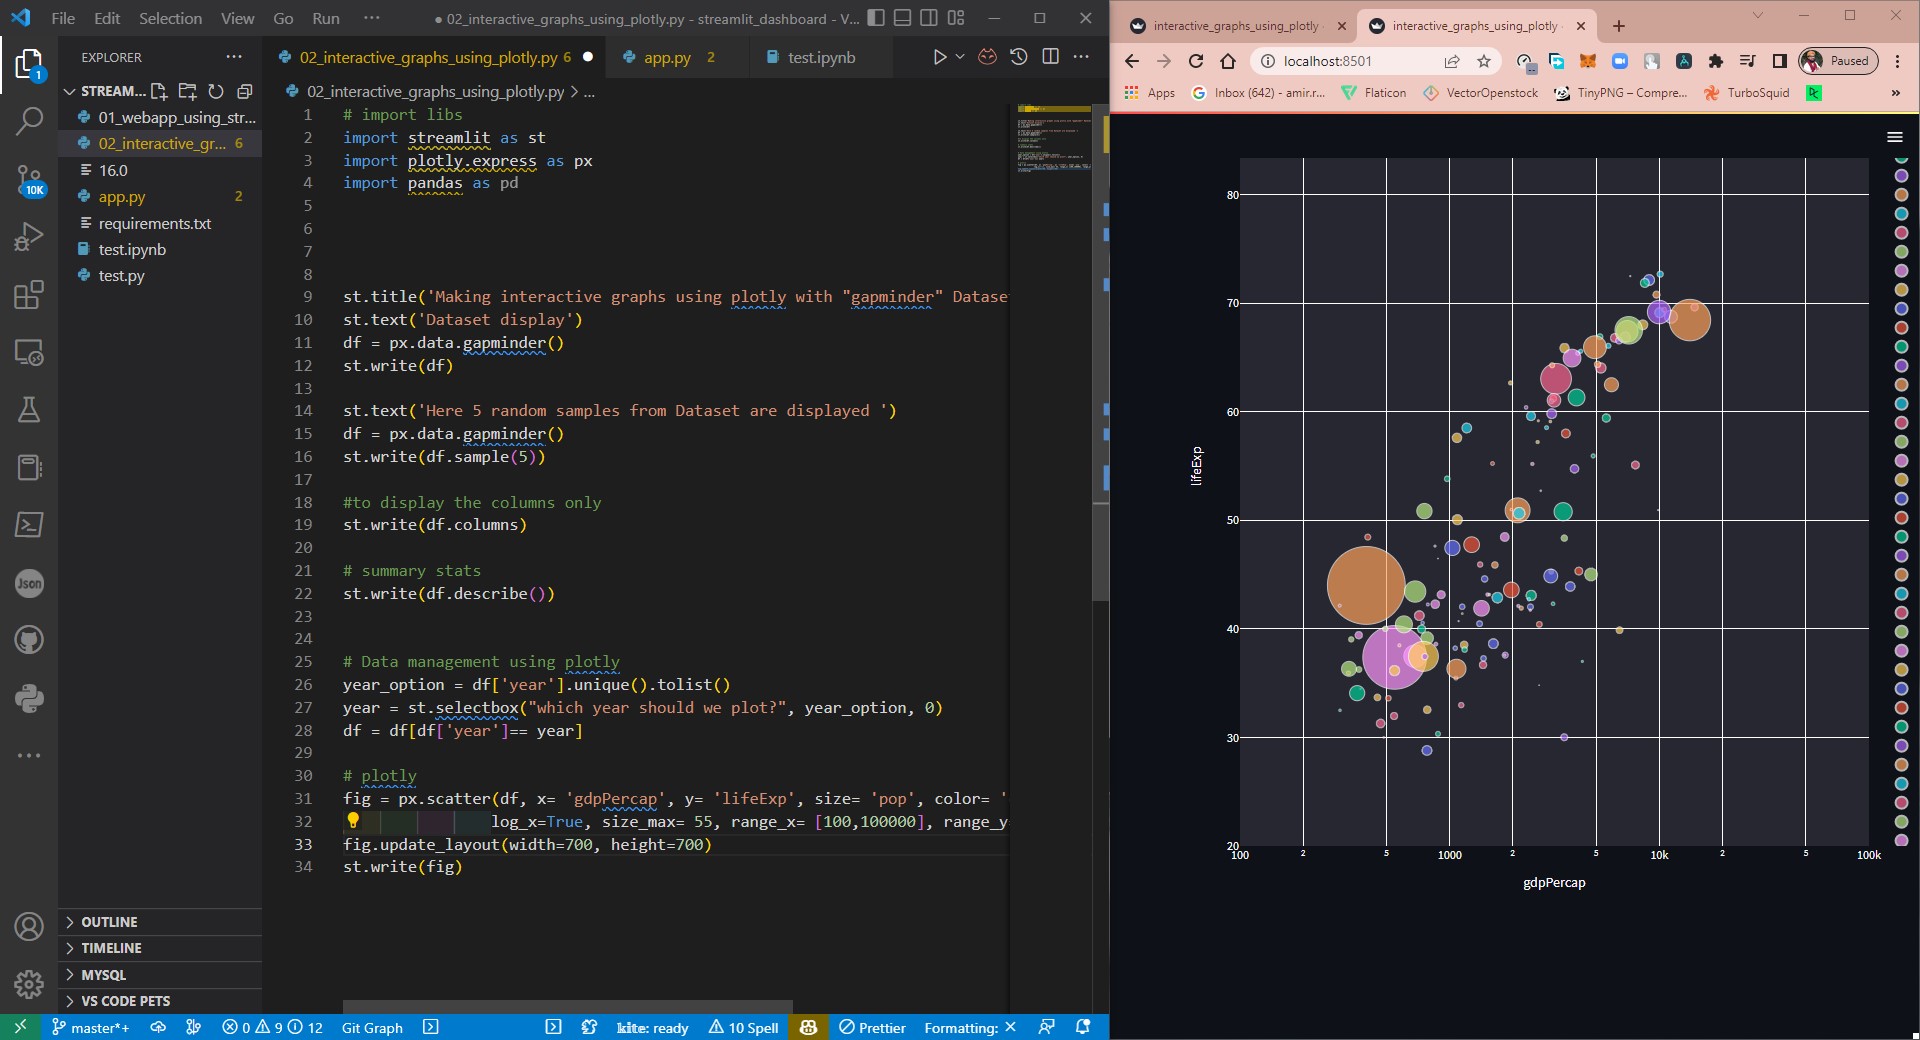 File Edit Selection View Go Run ··· ● 02_interactive_graphs_using_plotly.py - streamlit_dashboard - V...
EXPLORER
STREAM...
01_webapp_using_str...
02_interactive_gr... 6
16.0
app.py 2
requirements.txt
test.ipynb
test.py
OUTLINE
TIMELINE
MYSQL
VS CODE PETS
1
10K
Json
02_interactive_graphs_using_plotly.py 6 ● app.py 2 test.ipynb
02_interactive_graphs_using_plotly.py > ...
1 # import libs
2 import streamlit as st
3 import plotly.express as px
4 import pandas as pd
5
6
7
8
9 st.title('Making interactive graphs using plotly with "gapminder" Datase
10 st.text('Dataset display')
11 df = px.data.gapminder()
12 st.write(df)
13
14 st.text('Here 5 random samples from Dataset are displayed ')
15 df = px.data.gapminder()
16 st.write(df.sample(5))
17
18 #to display the columns only
19 st.write(df.columns)
20
21 # summary stats
22 st.write(df.describe())
23
24
25 # Data management using plotly
26 year_option = df['year'].unique().tolist()
27 year = st.selectbox("which year should we plot?", year_option, 0)
28 df = df[df['year']== year]
29
30 # plotly
31 fig = px.scatter(df, x= 'gdpPercap', y= 'lifeExp', size= 'pop', color= '
32 log_x=True, size_max= 55, range_x= [100,100000], range_y
33 fig.update_layout(width=700, height=700)
34 st.write(fig)
master*+ 0 9 12 Git Graph kite: ready 10 Spell Prettier Formatting: ×
interactive_graphs_using_plotly interactive_graphs_using_plotly
localhost:8501 Paused
Apps Inbox (642) - amir.r... Flaticon VectorOpenstock TinyPNG – Compre... TurboSquid »
80
70
60
50
40
30
20
lifeExp
100 2 5 1000 2 5 10k 2 5 100k
gdpPercap